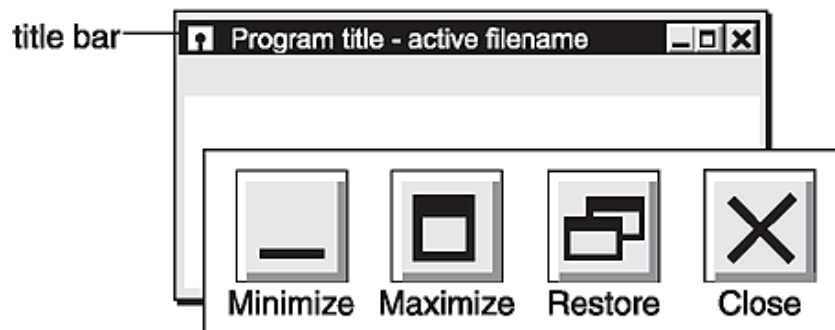 title bar
Program title - active filename
Minimize Maximize Restore Close